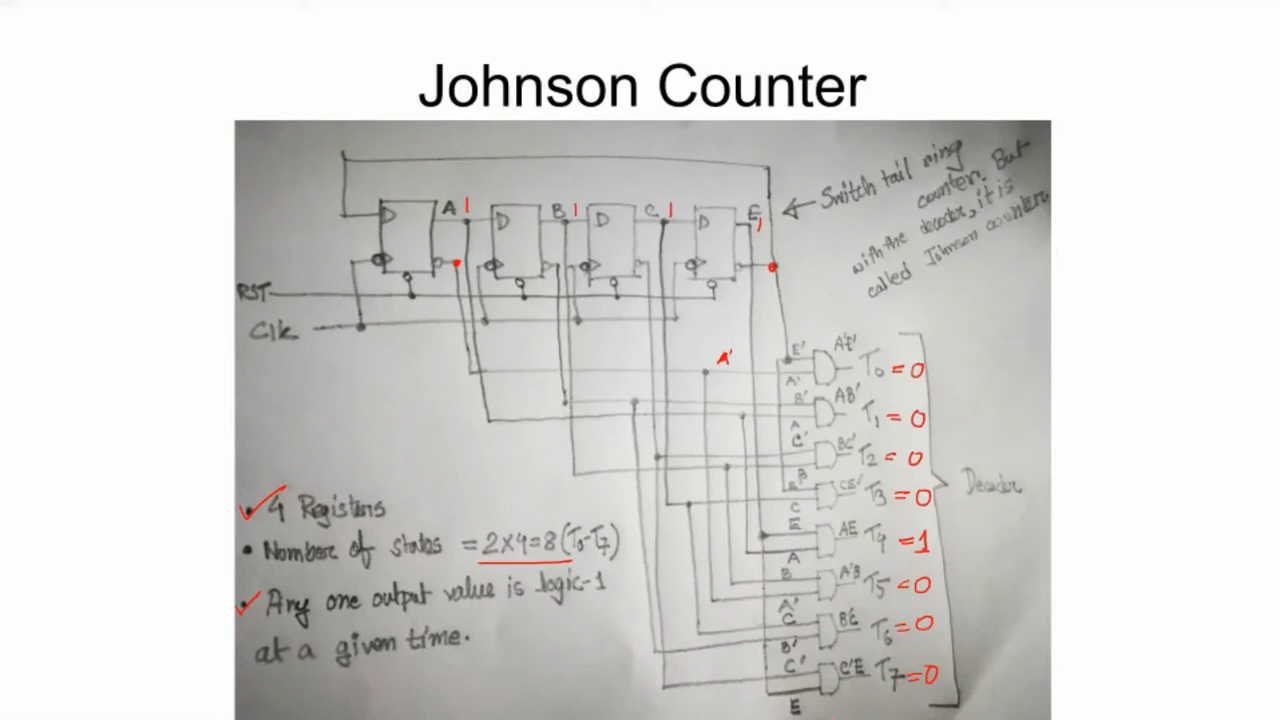 Johnson Counter
Switch tail ring
counter. But
with the decoder, it is
called Johnson counter
A 1
B 1
C 1
E 1
D
D
D
D
RST
Clk
A'
E' A'E' T0 = 0
A'
B' AB' T1 = 0
A
C' BC' T2 = 0
B
E' CE' T3 = 0
C
E AE T4 = 1
A
B A'B T5 = 0
A'
C T6 = 0
B'
C' C'E T7 = 0
E
Decoder
• 4 Registers
• Number of states = 2x4=8 (T0-T7)
• Any one output value is logic-1
at a given time.